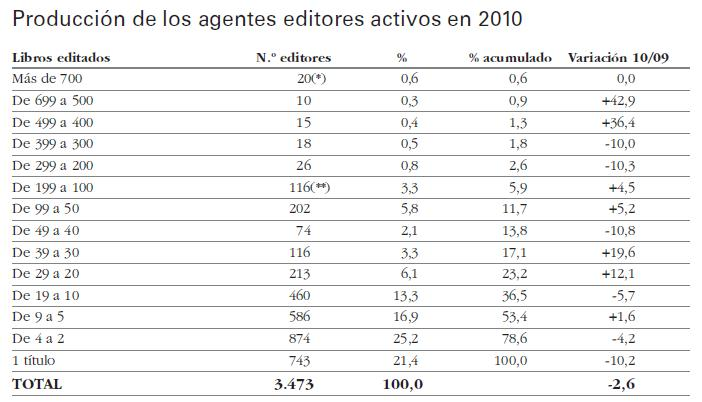 Producción de los agentes editores activos en 2010
Libros editados N.º editores % % acumulado Variación 10/09
Más de 700 20(*) 0,6 0,6 0,0
De 699 a 500 10 0,3 0,9 +42,9
De 499 a 400 15 0,4 1,3 +36,4
De 399 a 300 18 0,5 1,8 -10,0
De 299 a 200 26 0,8 2,6 -10,3
De 199 a 100 116(**) 3,3 5,9 +4,5
De 99 a 50 202 5,8 11,7 +5,2
De 49 a 40 74 2,1 13,8 -10,8
De 39 a 30 116 3,3 17,1 +19,6
De 29 a 20 213 6,1 23,2 +12,1
De 19 a 10 460 13,3 36,5 -5,7
De 9 a 5 586 16,9 53,4 +1,6
De 4 a 2 874 25,2 78,6 -4,2
1 título 743 21,4 100,0 -10,2
TOTAL 3.473 100,0 -2,6